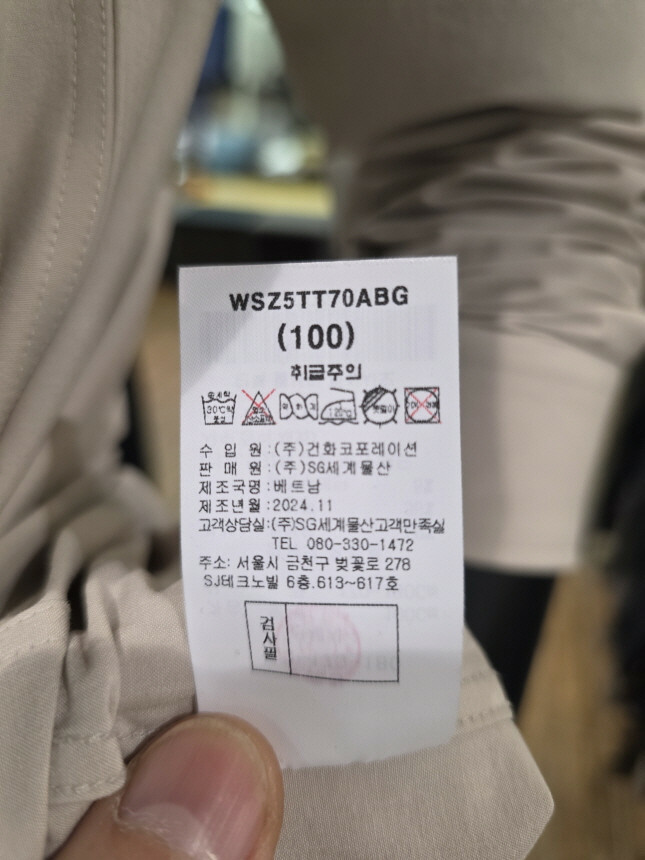 WSZ5TT70ABG
(100)
취급주의
수 입 원 : (주)건화코포레이션
판 매 원 : (주)SG세계물산
제조국명 : 베트남
제조년월 : 2024.11
고객상담실:(주)SG세계물산고객만족실
TEL 080-330-1472
주소: 서울시 금천구 벚꽃로 278
SJ테크노빌 6층.613~617호
검사필